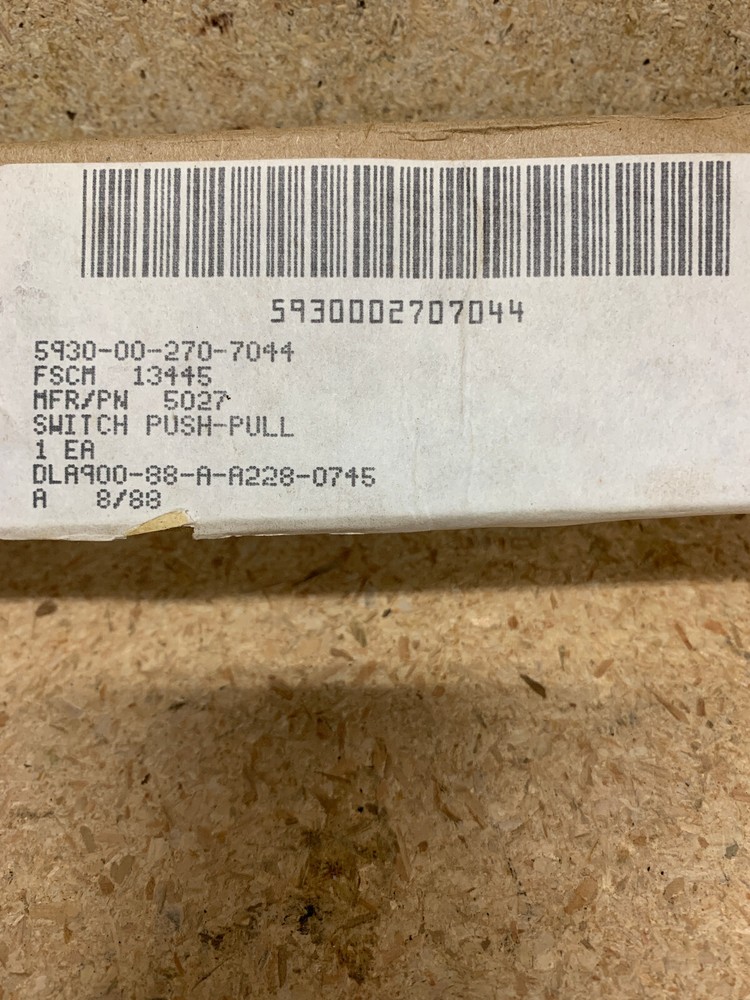 5930002707044
5930-00-270-7044
FSCM 13445
MFR/PN 5027
SWITCH PUSH-PULL
1 EA
DLA900-88-A-A228-0745
A 8/88